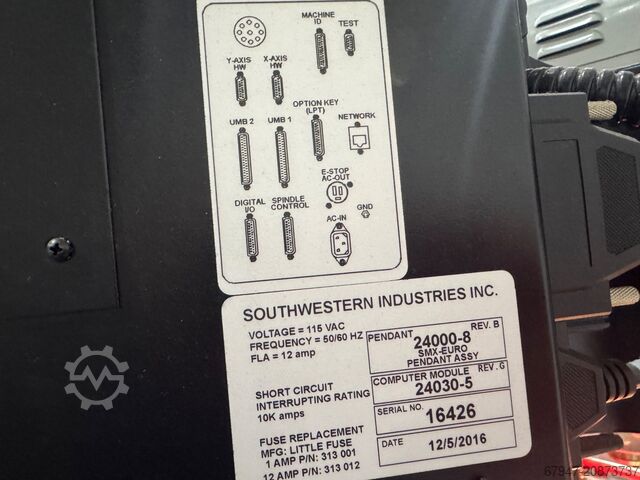 MACHINE
ID
TEST
Y-AXIS
HW
X-AXIS
HW
OPTION KEY
(LPT)
UMB 2
UMB 1
NETWORK
E-STOP
AC-OUT
DIGITAL
I/O
SPINDLE
CONTROL
GND
AC-IN
SOUTHWESTERN INDUSTRIES INC.
VOLTAGE = 115 VAC
FREQUENCY = 50/60 HZ
FLA = 12 amp
SHORT CIRCUIT
INTERRUPTING RATING
10K amps
FUSE REPLACEMENT
MFG: LITTLE FUSE
1 AMP P/N: 313 001
12 AMP P/N: 313 012
PENDANT 24000-8 REV. B
SMX-EURO
PENDANT ASSY
COMPUTER MODULE REV. G
24030-5
SERIAL NO. 16426
DATE 12/5/2016
67947-20873737